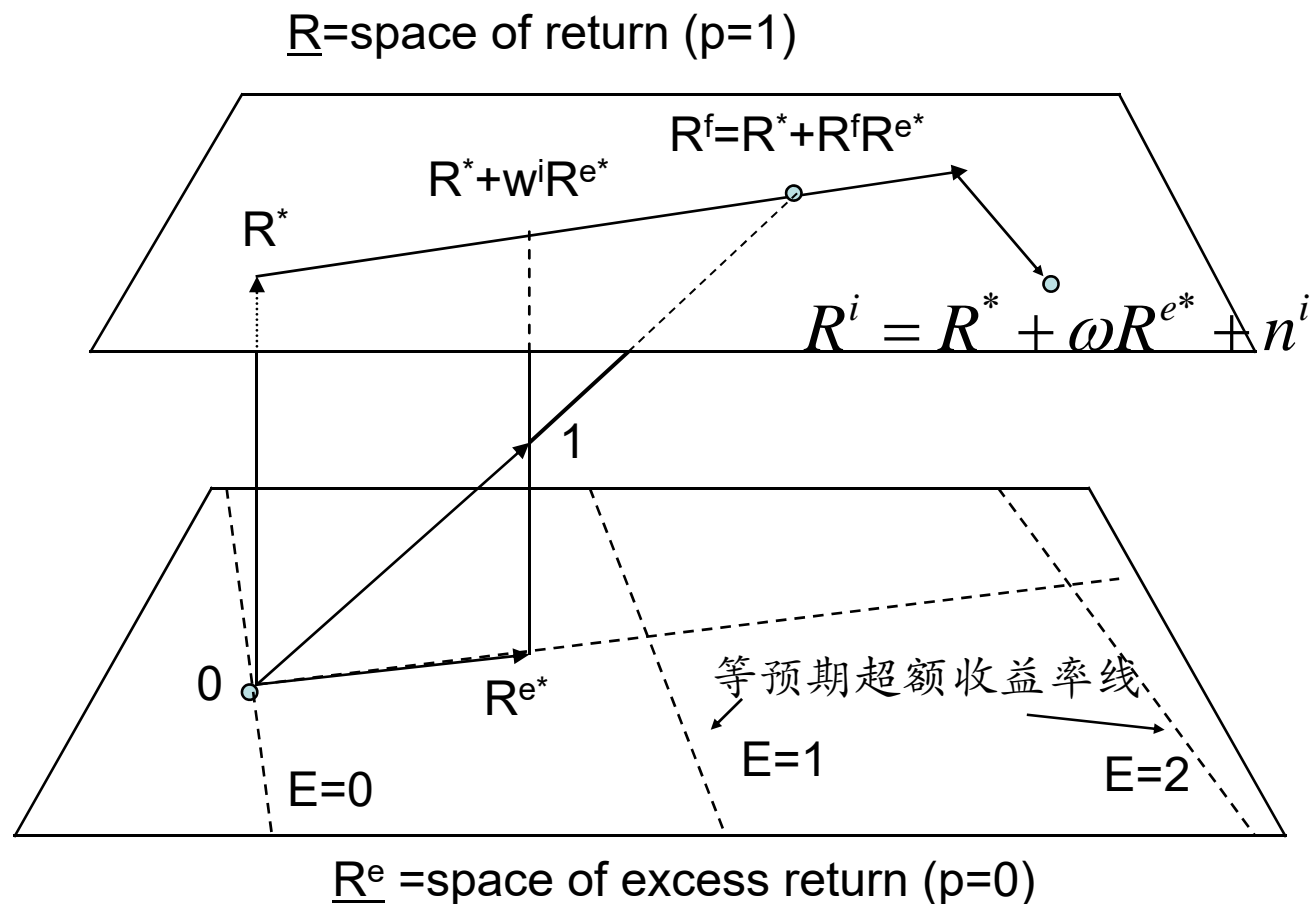 R=space of return (p=1)
Rᶠ=R*+RᶠRᵉ*
R*+wⁱRᵉ*
R*
Rⁱ = R* + ωRᵉ* + nⁱ
1
等预期超额收益率线
0
Rᵉ*
E=1
E=2
E=0
Rᵉ =space of excess return (p=0)